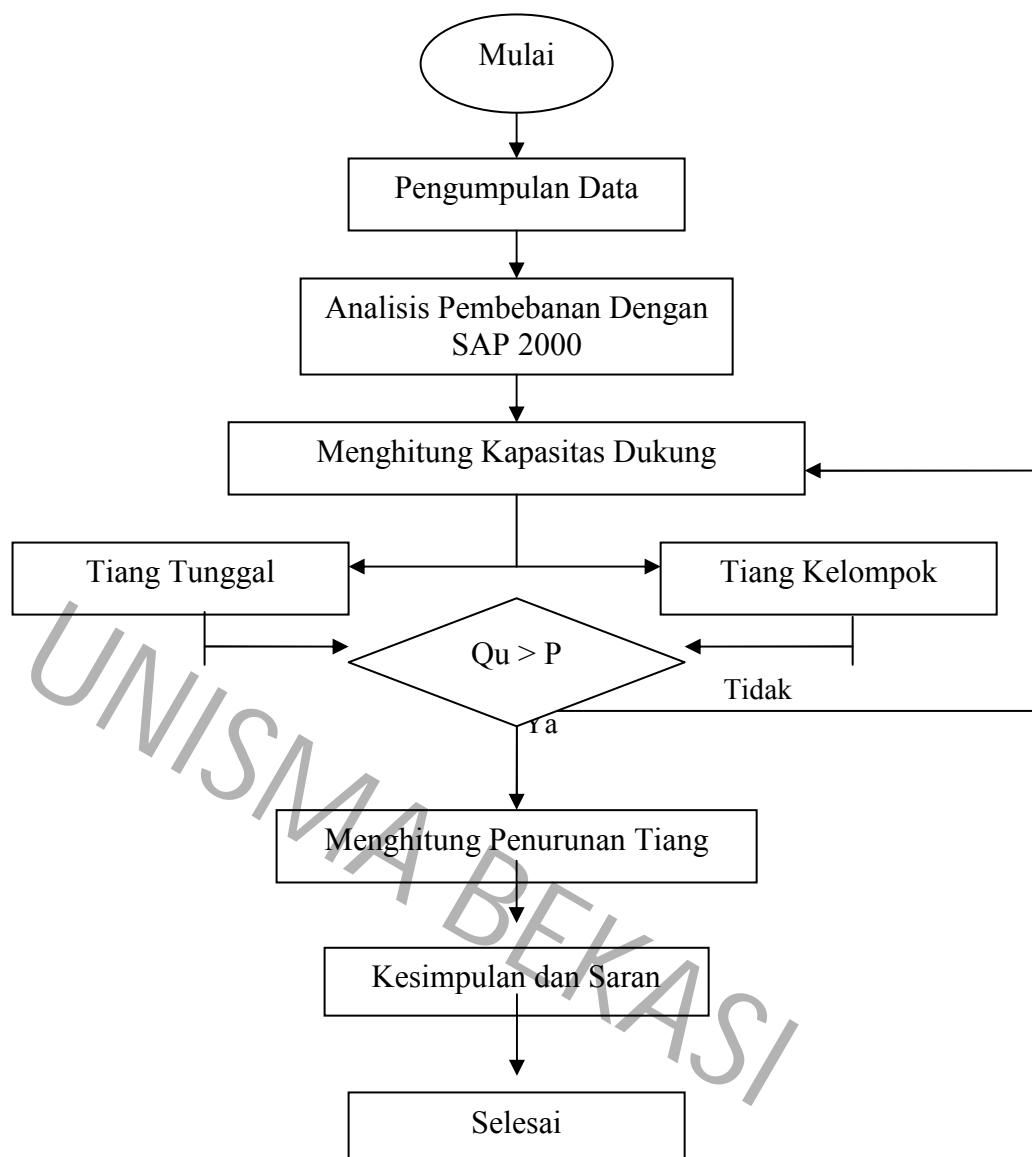 Mulai
Pengumpulan Data
Analisis Pembebanan Dengan
SAP 2000
Menghitung Kapasitas Dukung
Tiang Tunggal
Tiang Kelompok
Qu > P
Tidak
Ya
Menghitung Penurunan Tiang
Kesimpulan dan Saran
Selesai
UNISMA BEKASI